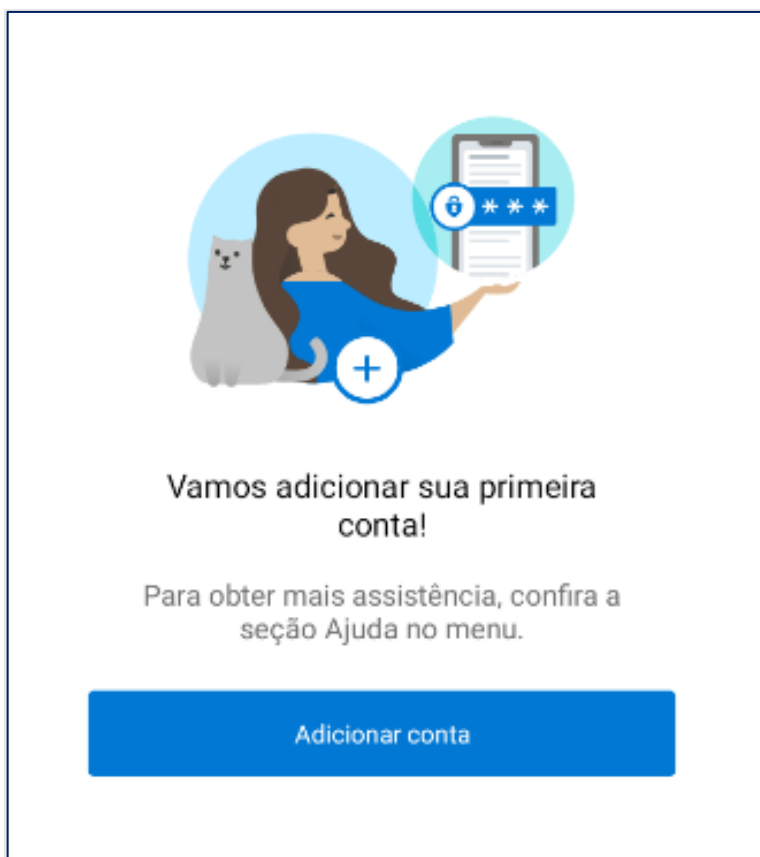 * * *
Vamos adicionar sua primeira
conta!
Para obter mais assistência, confira a
seção Ajuda no menu.
Adicionar conta